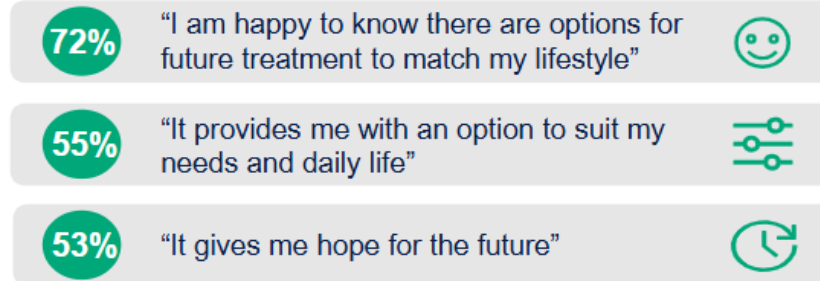 72%
“I am happy to know there are options for
future treatment to match my lifestyle”
55%
“It provides me with an option to suit my
needs and daily life”
53%
“It gives me hope for the future”